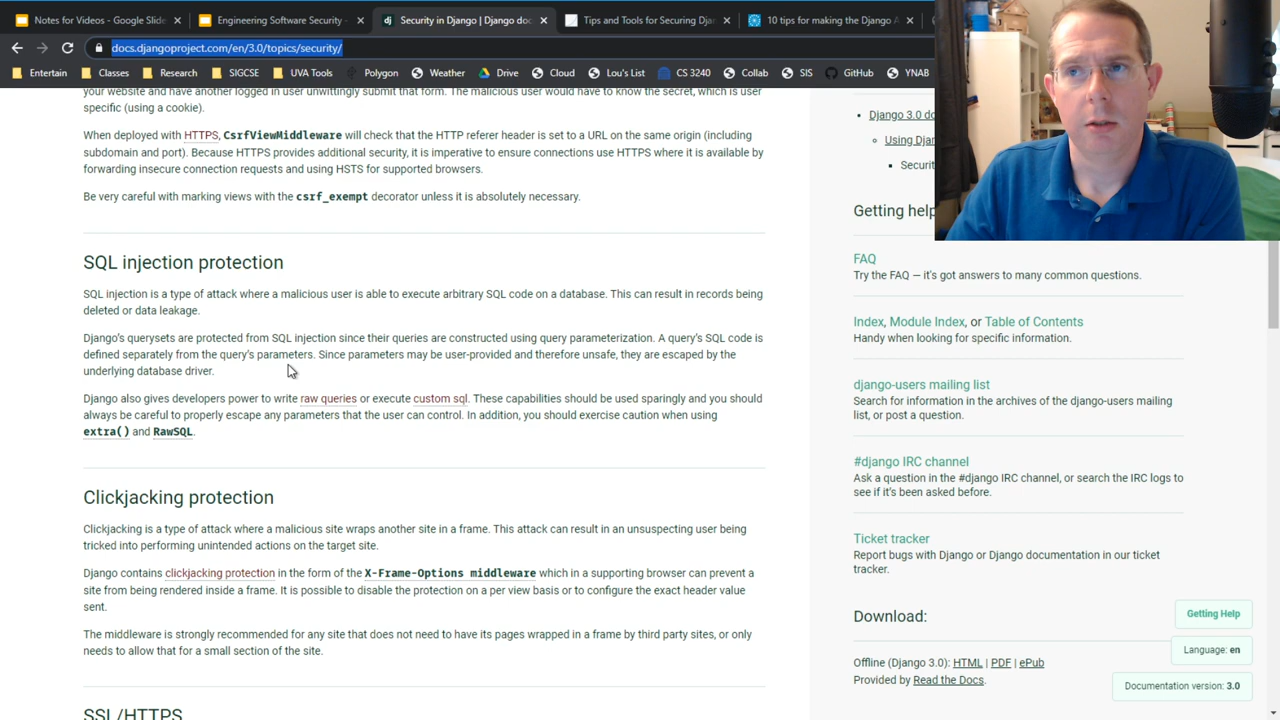 Notes for Videos - Google Slide
Engineering Software Security -
Security in Django | Django doc
Tips and Tools for Securing Dja
10 tips for making the Django A
docs.djangoproject.com/en/3.0/topics/security/
Entertain
Classes
Research
SIGCSE
UVA Tools
Polygon
Weather
Drive
Cloud
Lou's List
CS 3240
Collab
SIS
GitHub
YNAB
your website and have another logged in user unwittingly submit that form. The malicious user would have to know the secret, which is user
specific (using a cookie).
When deployed with HTTPS, CsrfViewMiddleware will check that the HTTP referer header is set to a URL on the same origin (including
subdomain and port). Because HTTPS provides additional security, it is imperative to ensure connections use HTTPS where it is available by
forwarding insecure connection requests and using HSTS for supported browsers.
Be very careful with marking views with the csrf_exempt decorator unless it is absolutely necessary.
SQL injection protection
SQL injection is a type of attack where a malicious user is able to execute arbitrary SQL code on a database. This can result in records being
deleted or data leakage.
Django's querysets are protected from SQL injection since their queries are constructed using query parameterization. A query's SQL code is
defined separately from the query's parameters. Since parameters may be user-provided and therefore unsafe, they are escaped by the
underlying database driver.
Django also gives developers power to write raw queries or execute custom sql. These capabilities should be used sparingly and you should
always be careful to properly escape any parameters that the user can control. In addition, you should exercise caution when using
extra() and RawSQL.
Clickjacking protection
Clickjacking is a type of attack where a malicious site wraps another site in a frame. This attack can result in an unsuspecting user being
tricked into performing unintended actions on the target site.
Django contains clickjacking protection in the form of the X-Frame-Options middleware which in a supporting browser can prevent a
site from being rendered inside a frame. It is possible to disable the protection on a per view basis or to configure the exact header value
sent.
The middleware is strongly recommended for any site that does not need to have its pages wrapped in a frame by third party sites, or only
needs to allow that for a small section of the site.
SSL/HTTPS
Django 3.0 do
Using Djan
Securit
Getting help
FAQ
Try the FAQ — it's got answers to many common questions.
Index, Module Index, or Table of Contents
Handy when looking for specific information.
django-users mailing list
Search for information in the archives of the django-users mailing
list, or post a question.
#django IRC channel
Ask a question in the #django IRC channel, or search the IRC logs to
see if it's been asked before.
Ticket tracker
Report bugs with Django or Django documentation in our ticket
tracker.
Download:
Offline (Django 3.0): HTML | PDF | ePub
Provided by Read the Docs.
Getting Help
Language: en
Documentation version: 3.0